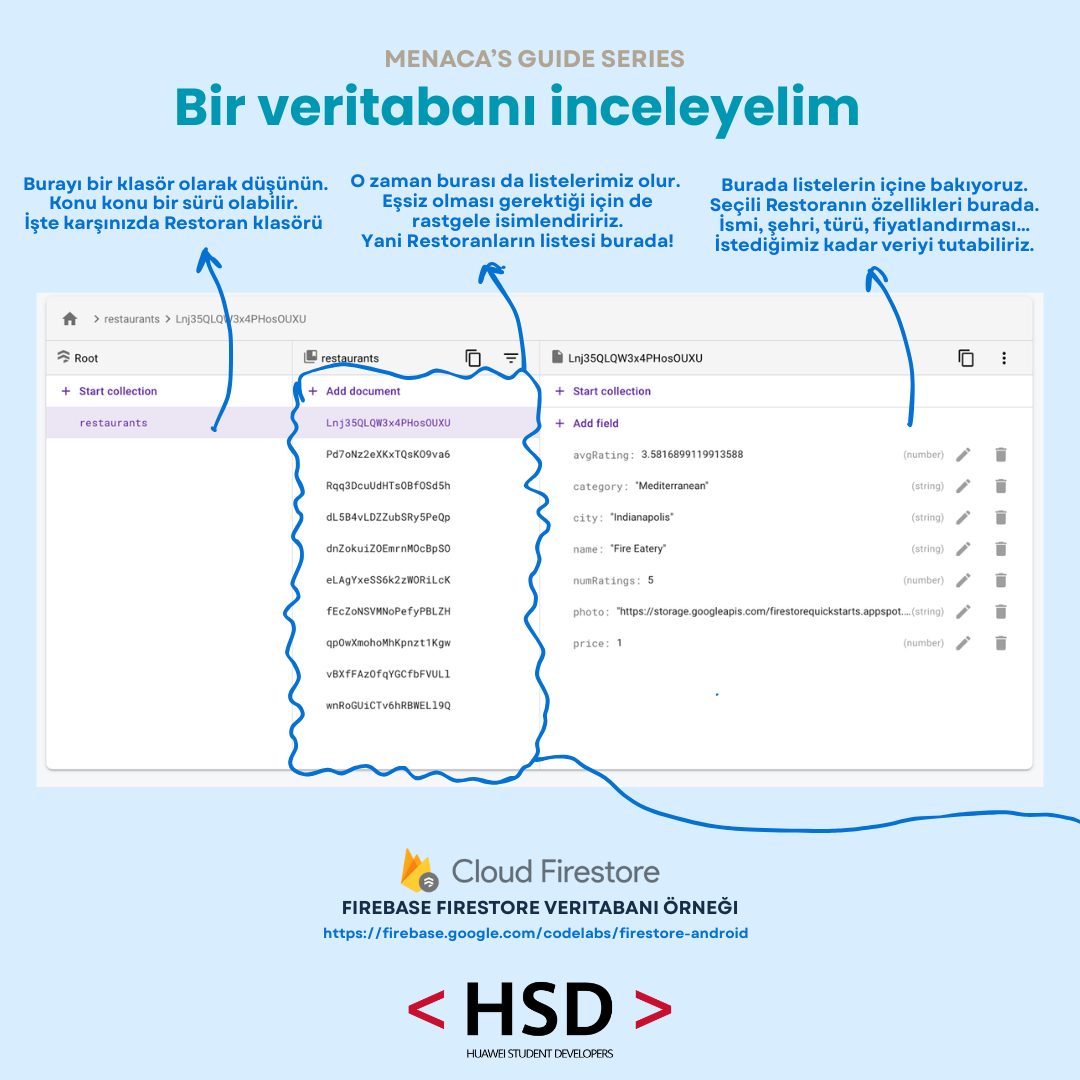 MENACA'S GUIDE SERIES
Bir veritabanı inceleyelim
Burayı bir klasör olarak düşünün.
Konu konu bir sürü olabilir.
İşte karşınızda Restoran klasörü
O zaman burası da listelerimiz olur.
Eşsiz olması gerektiği için de
rastgele isimlendiririz.
Yani Restoranların listesi burada!
Burada listelerin içine bakıyoruz.
Seçili Restoranın özellikleri burada.
İsmi, şehri, türü, fiyatlandırması...
İstediğimiz kadar veriyi tutabiliriz.
restaurants > Lnj35QLQW3x4PHosOUXU
Root
+ Start collection
restaurants
restaurants
+ Add document
Lnj35QLQW3x4PHosOUXU
Pd7oNz2eXKxTQsKO9va6
Rqq3DcuUdHTsOBfOSd5h
dL5B4vLDZZubSRy5PeQp
dnZokuiZOEmrnMOcBpSO
eLAgYxeSS6k2zWORiLcK
fEcZoNSVMNoPefyPBLZH
qpOwXmohoMhKpnzt1Kgw
vBXfFAzOfqYGCfbFVULl
wnRoGUiCTv6hRBWELl9Q
Lnj35QLQW3x4PHosOUXU
+ Start collection
+ Add field
avgRating: 3.5816899119913588 (number)
category: "Mediterranean" (string)
city: "Indianapolis" (string)
name: "Fire Eatery" (string)
numRatings: 5 (number)
photo: "https://storage.googleapis.com/firestorequickstarts.appspot.... (string)
price: 1 (number)
Cloud Firestore
FIREBASE FIRESTORE VERITABANI ÖRNEĞI
https://firebase.google.com/codelabs/firestore-android
< HSD >
HUAWEI STUDENT DEVELOPERS